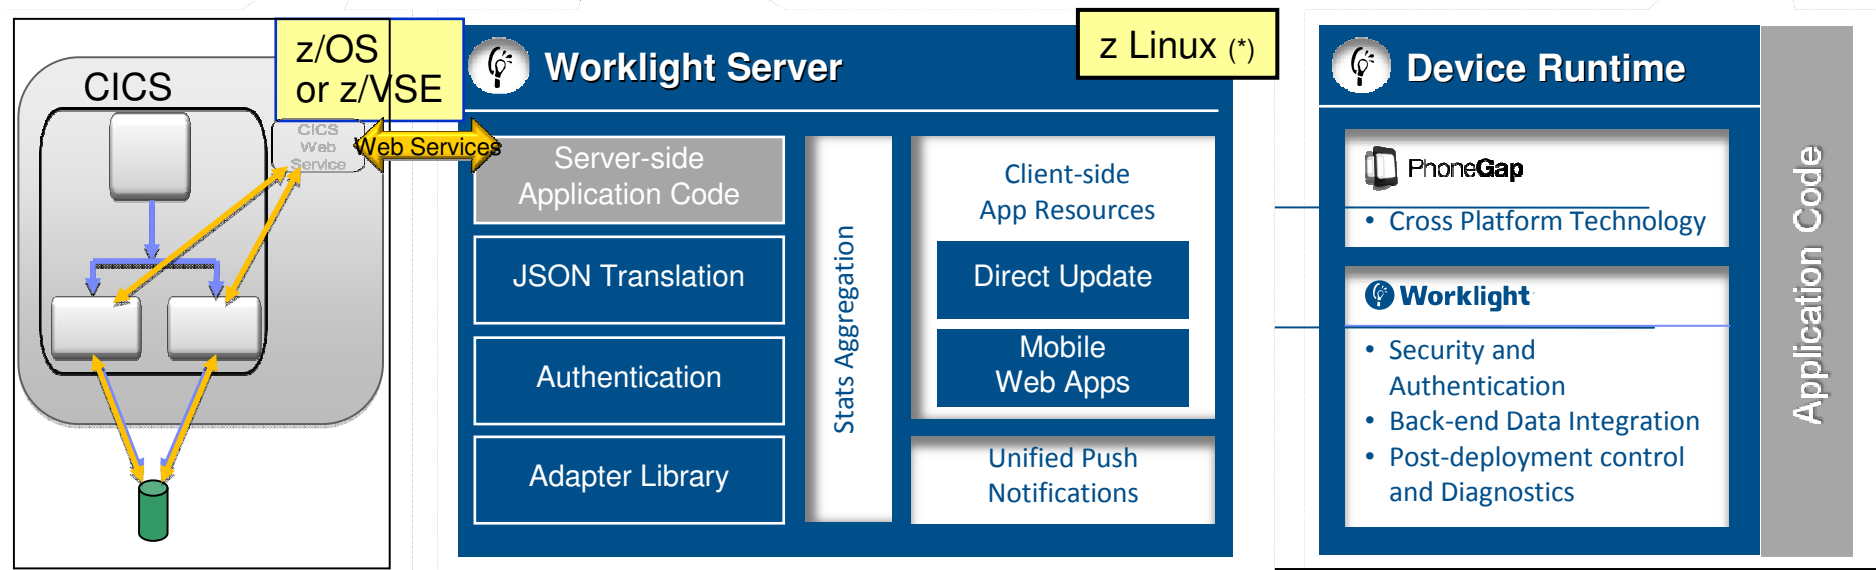 CICS
z/OS
or z/VSE
CICS
Web
Service
Web Services
Worklight Server
z Linux (*)
Server-side
Application Code
JSON Translation
Authentication
Adapter Library
Stats Aggregation
Client-side
App Resources
Direct Update
Mobile
Web Apps
Unified Push
Notifications
Device Runtime
PhoneGap
• Cross Platform Technology
Worklight
• Security and
Authentication
• Back-end Data Integration
• Post-deployment control
and Diagnostics
Application Code